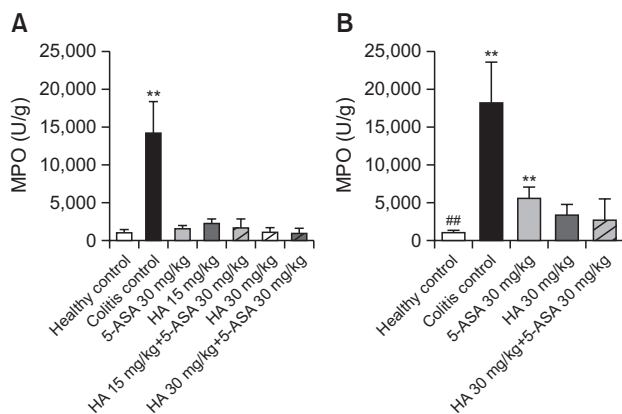 A
MPO (U/g)
25,000
20,000
15,000
10,000
5,000
0
**
Healthy control
Colitis control
5-ASA 30 mg/kg
HA 15 mg/kg
HA 15 mg/kg+5-ASA 30 mg/kg
HA 30 mg/kg
HA 30 mg/kg+5-ASA 30 mg/kg
B
MPO (U/g)
25,000
20,000
15,000
10,000
5,000
0
##
**
**
Healthy control
Colitis control
5-ASA 30 mg/kg
HA 30 mg/kg
HA 30 mg/kg+5-ASA 30 mg/kg